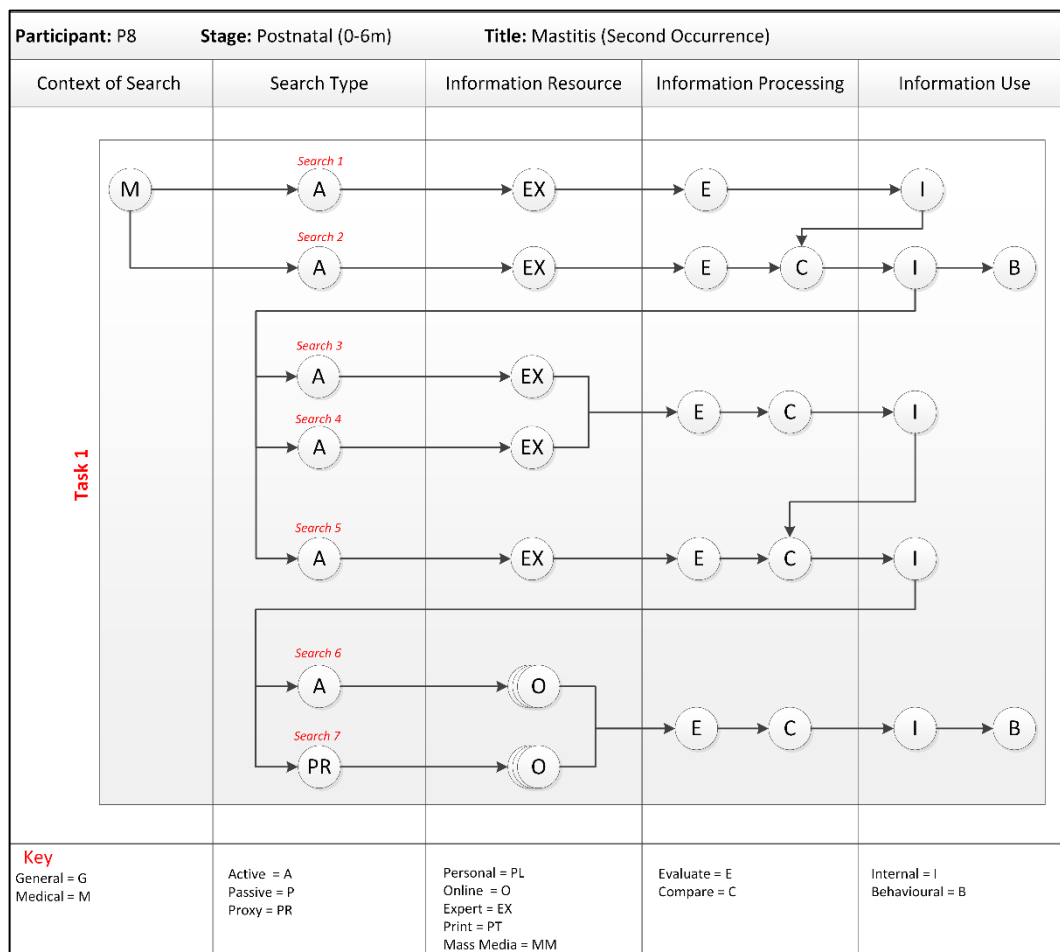 Participant: P8 Stage: Postnatal (0-6m) Title: Mastitis (Second Occurrence)
Context of Search Search Type Information Resource Information Processing Information Use
Task 1
Search 1
M A EX E I
Search 2
A EX E C I B
Search 3
A EX
E C I
Search 4
A EX
Search 5
A EX E C I
Search 6
A O
E C I B
Search 7
PR O
Key
General = G
Medical = M
Active = A
Passive = P
Proxy = PR
Personal = PL
Online = O
Expert = EX
Print = PT
Mass Media = MM
Evaluate = E
Compare = C
Internal = I
Behavioural = B